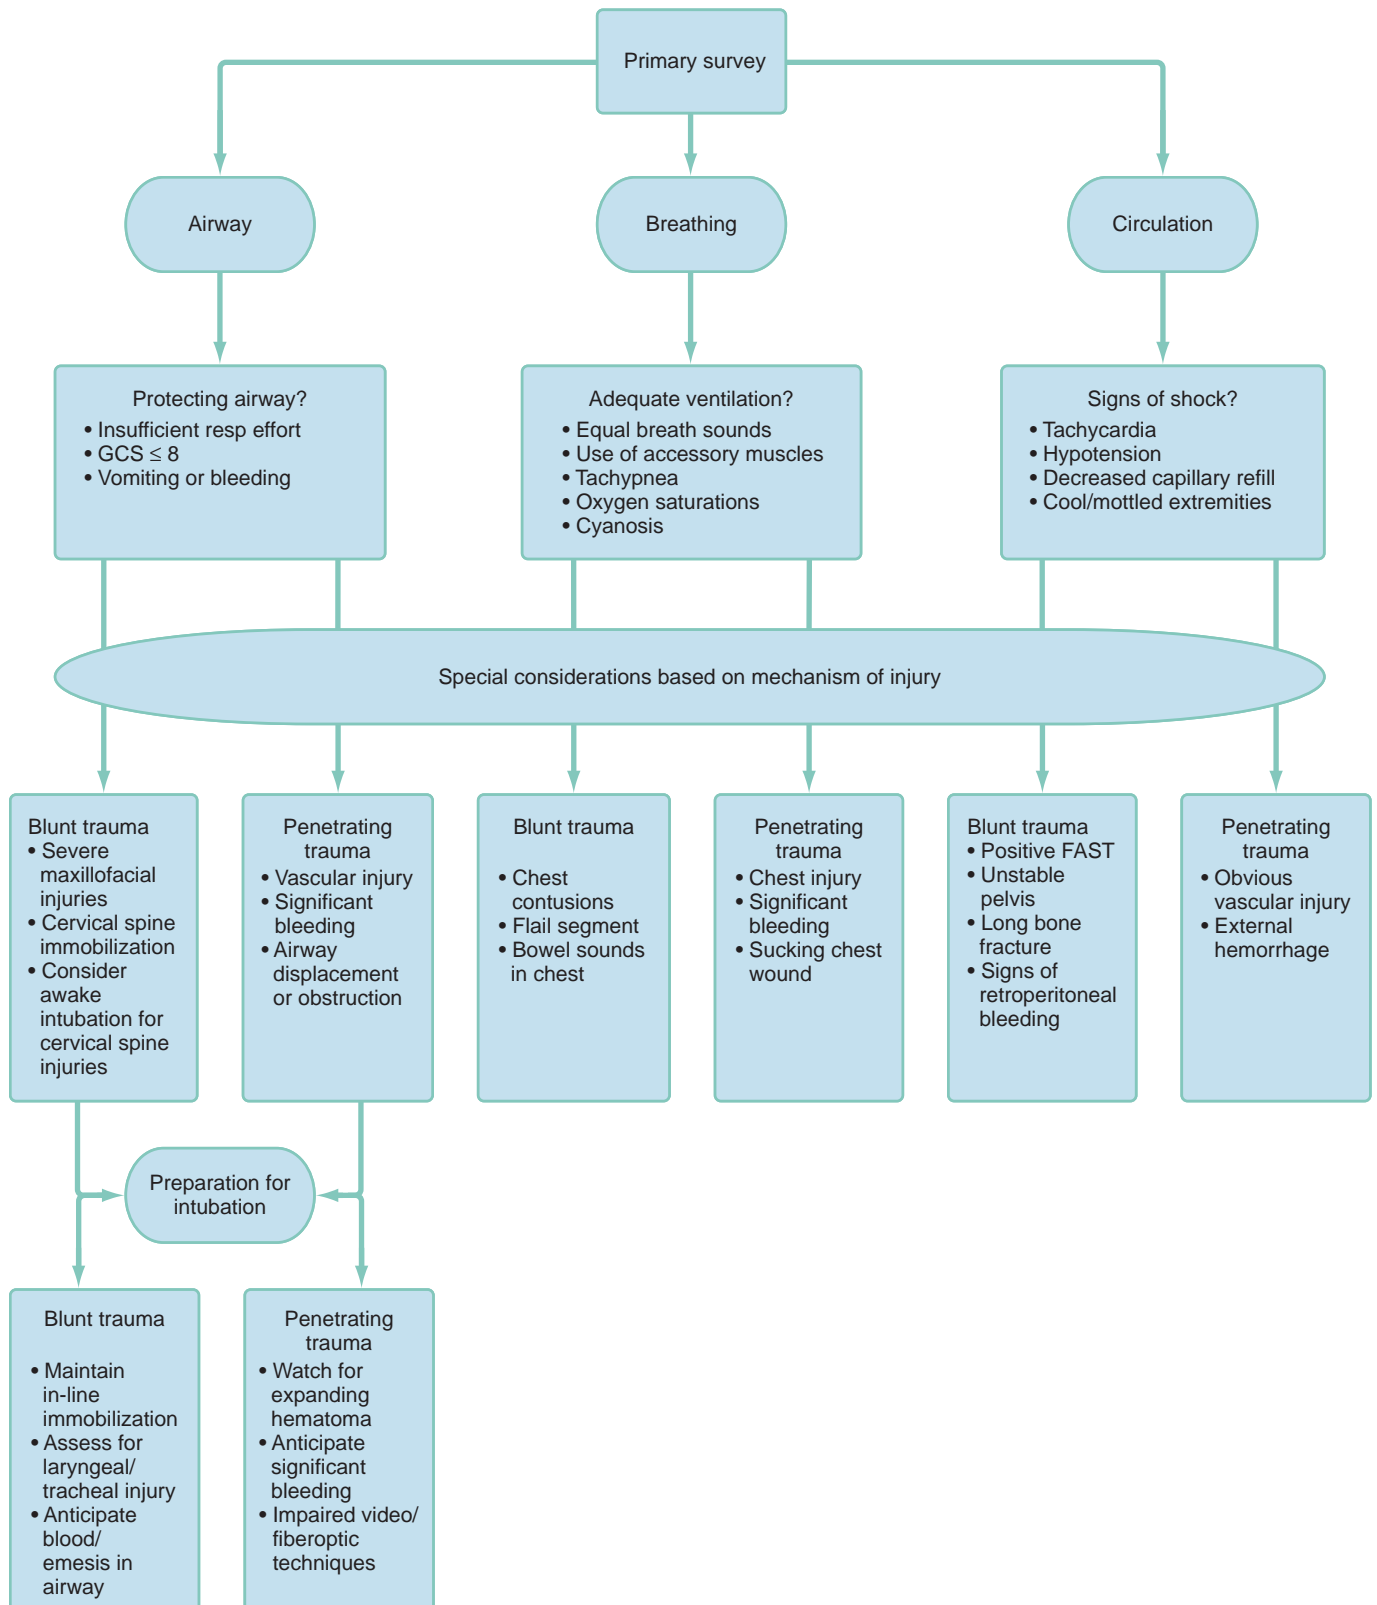 Primary survey
Airway
Breathing
Circulation
Protecting airway?
• Insufficient resp effort
• GCS ≤ 8
• Vomiting or bleeding
Adequate ventilation?
• Equal breath sounds
• Use of accessory muscles
• Tachypnea
• Oxygen saturations
• Cyanosis
Signs of shock?
• Tachycardia
• Hypotension
• Decreased capillary refill
• Cool/mottled extremities
Special considerations based on mechanism of injury
Blunt trauma
• Severe
maxillofacial
injuries
• Cervical spine
immobilization
• Consider
awake
intubation for
cervical spine
injuries
Penetrating
trauma
• Vascular injury
• Significant
bleeding
• Airway
displacement
or obstruction
Blunt trauma
• Chest
contusions
• Flail segment
• Bowel sounds
in chest
Penetrating
trauma
• Chest injury
• Significant
bleeding
• Sucking chest
wound
Blunt trauma
• Positive FAST
• Unstable
pelvis
• Long bone
fracture
• Signs of
retroperitoneal
bleeding
Penetrating
trauma
• Obvious
vascular injury
• External
hemorrhage
Preparation for
intubation
Blunt trauma
• Maintain
in-line
immobilization
• Assess for
laryngeal/
tracheal injury
• Anticipate
blood/
emesis in
airway
Penetrating
trauma
• Watch for
expanding
hematoma
• Anticipate
significant
bleeding
• Impaired video/
fiberoptic
techniques